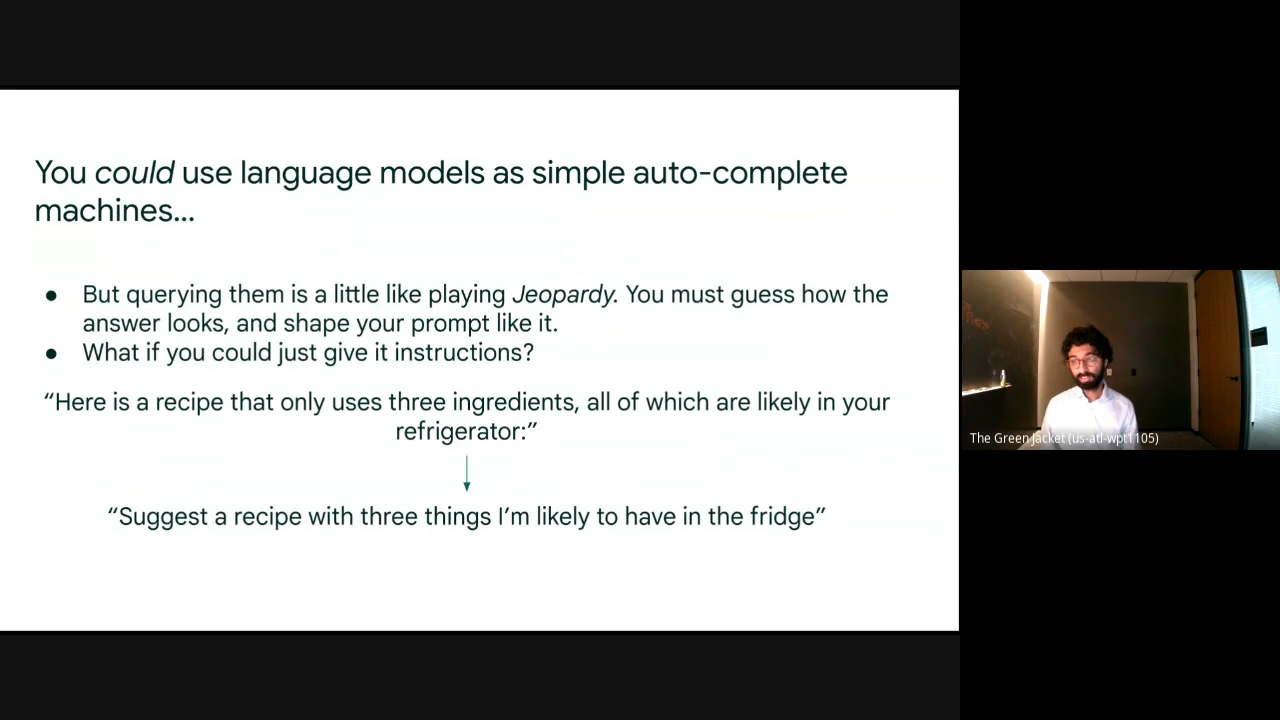 You could use language models as simple auto-complete
machines...
● But querying them is a little like playing Jeopardy. You must guess how the
answer looks, and shape your prompt like it.
● What if you could just give it instructions?
“Here is a recipe that only uses three ingredients, all of which are likely in your
refrigerator:”
“Suggest a recipe with three things I’m likely to have in the fridge”
The Green Jacket (us-atl-wpt1105)